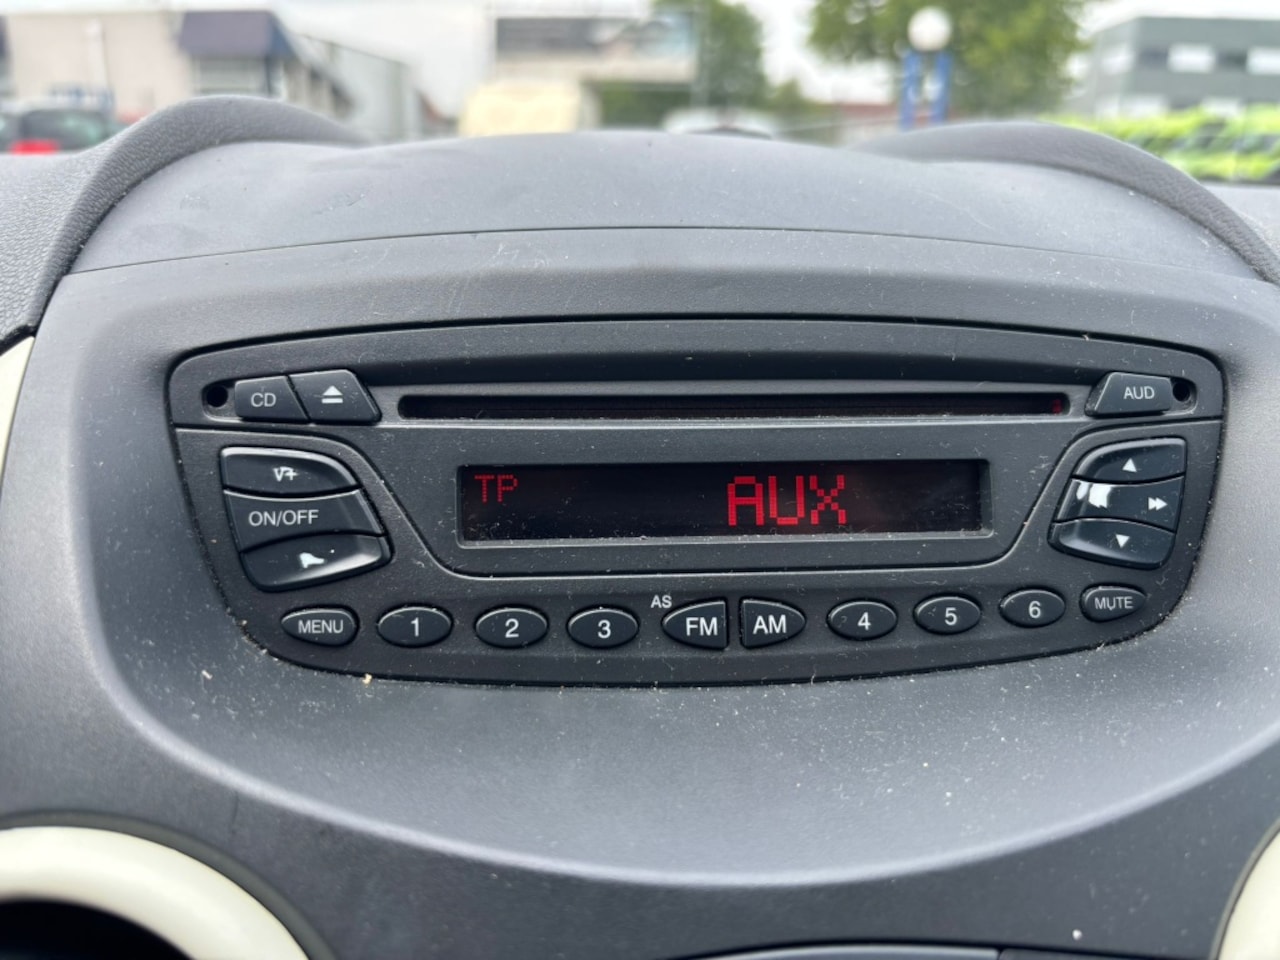 CD
AUD
V+
TP AUX
ON/OFF
AS
MENU 1 2 3 FM AM 4 5 6 MUTE